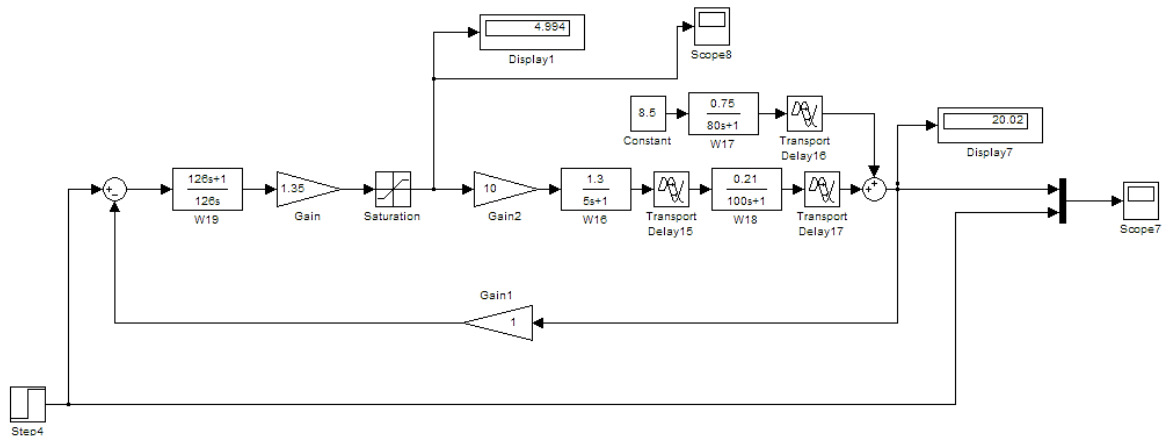 4.994
Display1
Scope8
8.5
Constant
0.75
80s+1
W17
Transport
Delay16
20.02
Display7
+
−
126s+1
126s
W19
1.35
Gain
Saturation
10
Gain2
1.3
5s+1
W16
Transport
Delay15
0.21
100s+1
W18
Transport
Delay17
+
+
Scope7
Gain1
1
Step4